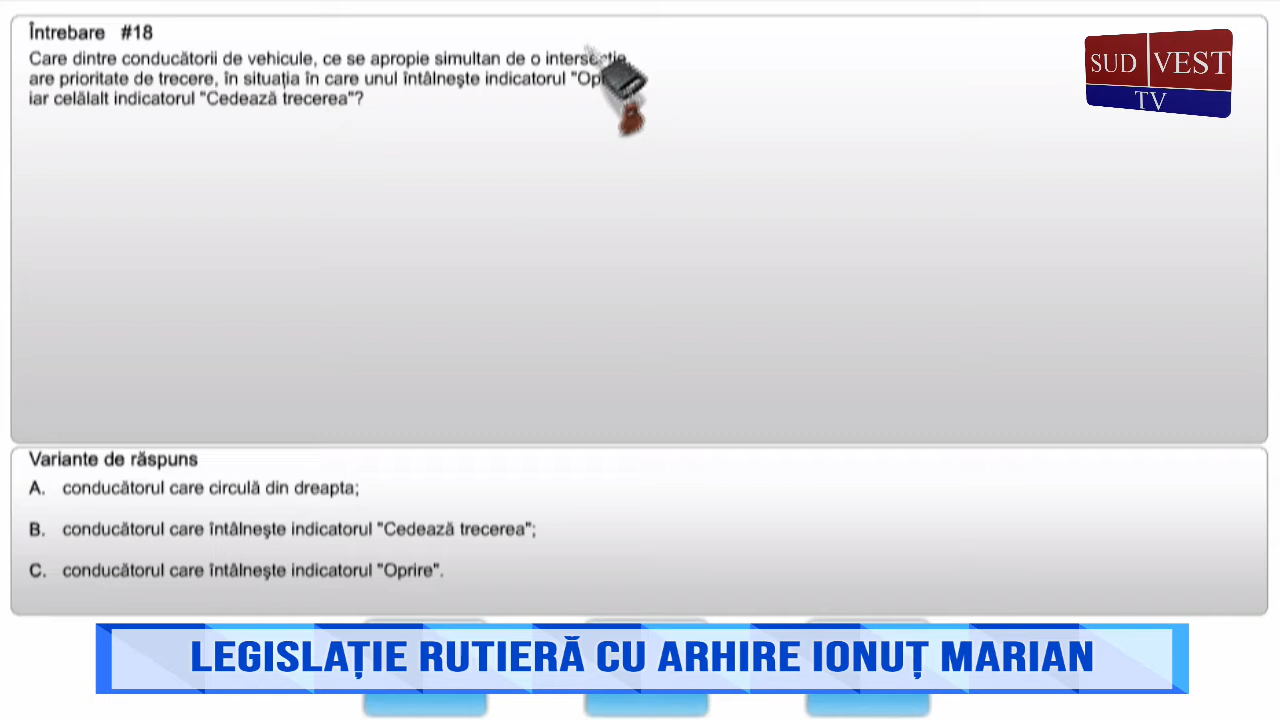 Întrebare #18
Care dintre conducătorii de vehicule, ce se apropie simultan de o intersecție
are prioritate de trecere, în situația în care unul întâlnește indicatorul
iar celălalt indicatorul "Cedează trecerea"?
SUD VEST
TV
Variante de răspuns
A. conducătorul care circulă din dreapta;
B. conducătorul care întâlnește indicatorul "Cedează trecerea";
C. conducătorul care întâlnește indicatorul "Oprire".
LEGISLAȚIE RUTIERĂ CU ARHIRE IONUȚ MARIAN